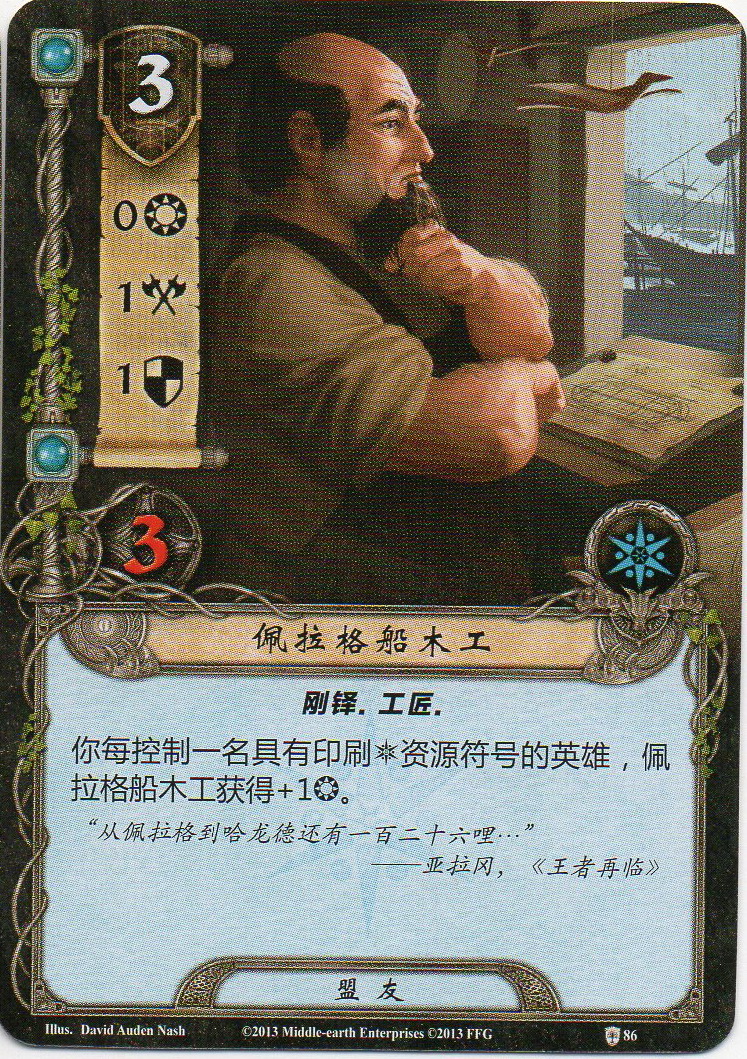 3
0
1
1
3
佩拉格船木工
刚铎. 工匠.
你每控制一名具有印刷资源符号的英雄，佩
拉格船木工获得+1。
“从佩拉格到哈龙德还有一百二十六哩…”
——亚拉冈，《王者再临》
盟友
Illus. David Auden Nash ©2013 Middle-earth Enterprises ©2013 FFG 86